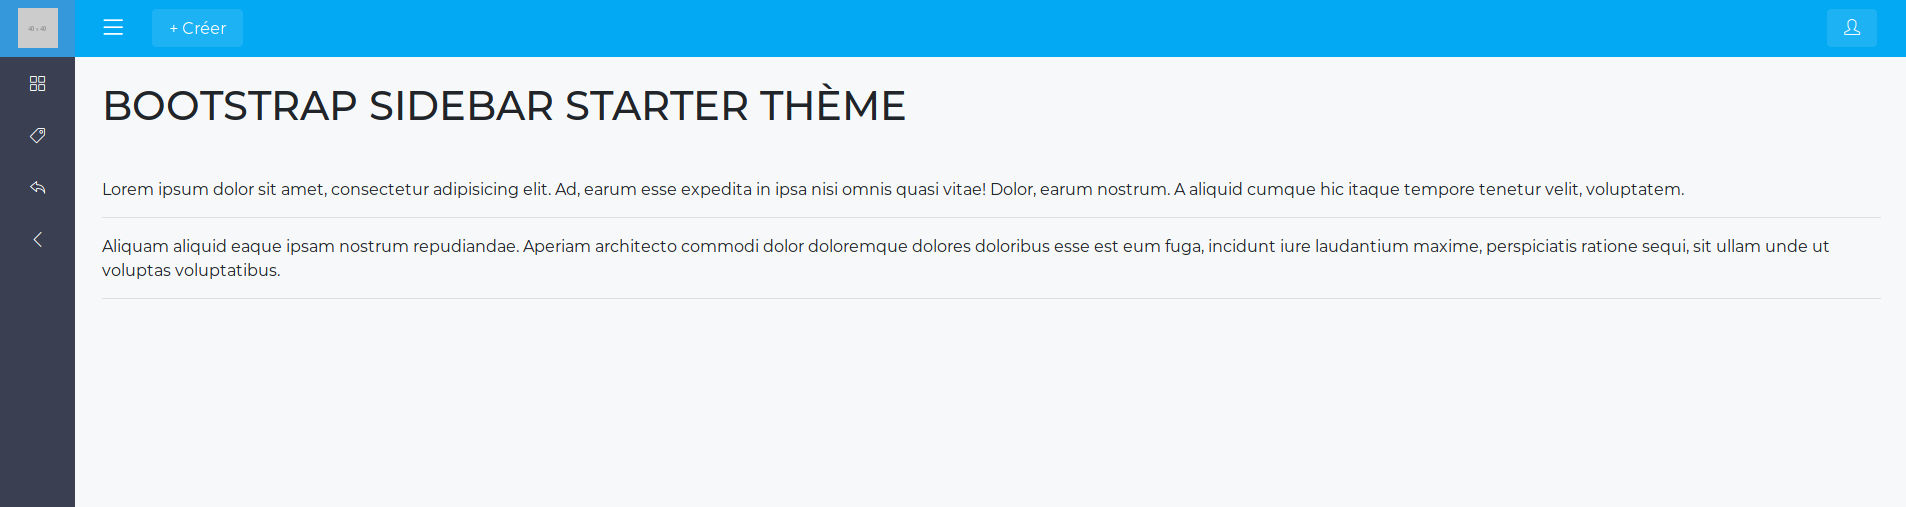 40 x 40
+ Créer
BOOTSTRAP SIDEBAR STARTER THÈME
Lorem ipsum dolor sit amet, consectetur adipisicing elit. Ad, earum esse expedita in ipsa nisi omnis quasi vitae! Dolor, earum nostrum. A aliquid cumque hic itaque tempore tenetur velit, voluptatem.
Aliquam aliquid eaque ipsam nostrum repudiandae. Aperiam architecto commodi dolor doloremque dolores doloribus esse est eum fuga, incidunt iure laudantium maxime, perspiciatis ratione sequi, sit ullam unde ut
voluptas voluptatibus.